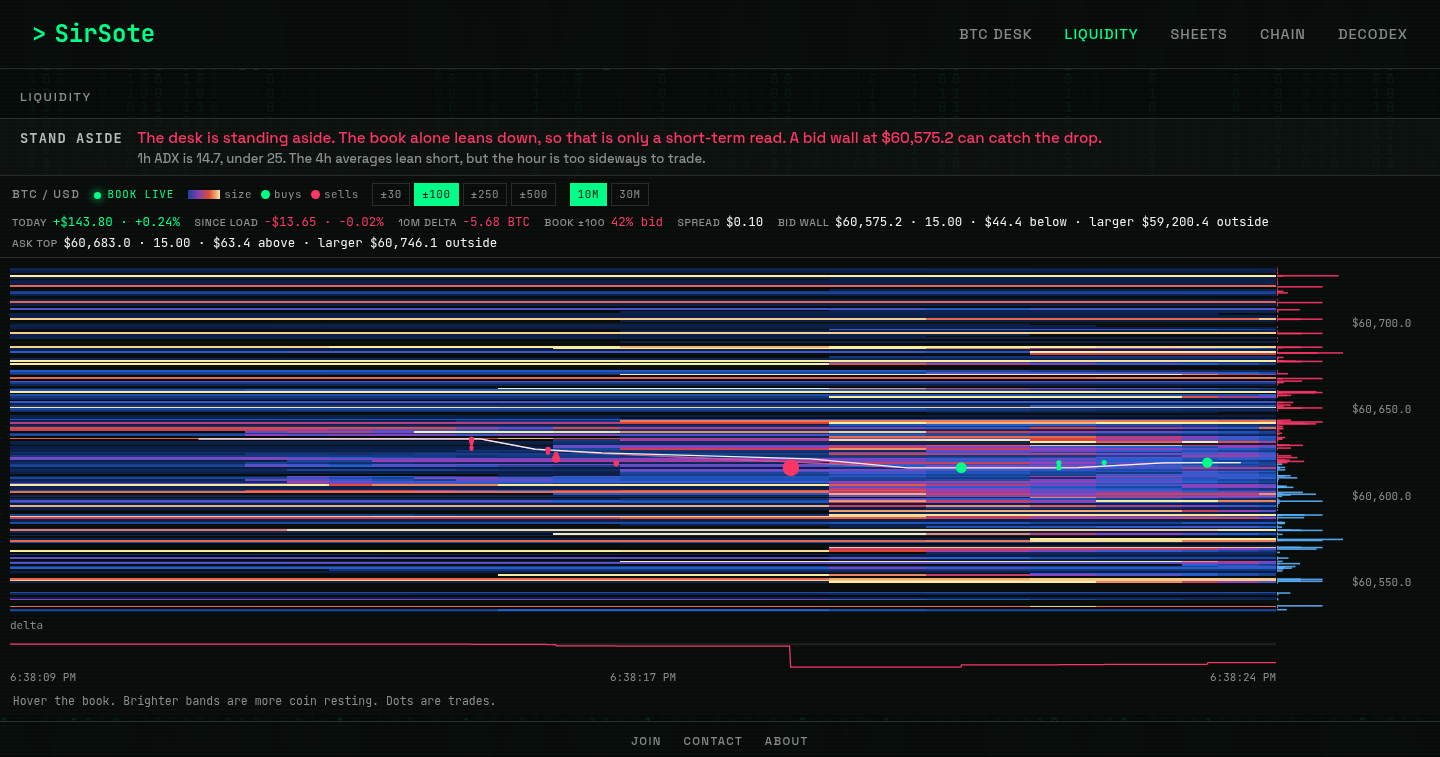 > SirSote
BTC DESK LIQUIDITY SHEETS CHAIN DECODEX
LIQUIDITY
STAND ASIDE The desk is standing aside. The book alone leans down, so that is only a short-term read. A bid wall at $60,575.2 can catch the drop.
1h ADX is 14.7, under 25. The 4h averages lean short, but the hour is too sideways to trade.
BTC / USD BOOK LIVE size buys sells ±30 ±100 ±250 ±500 10M 30M
TODAY +$143.80 · +0.24% SINCE LOAD -$13.65 · -0.02% 10M DELTA -5.68 BTC BOOK ±100 42% bid SPREAD $0.10 BID WALL $60,575.2 · 15.00 · $44.4 below · larger $59,200.4 outside
ASK TOP $60,683.0 · 15.00 · $63.4 above · larger $60,746.1 outside
$60,700.0
$60,650.0
$60,600.0
$60,550.0
delta
6:38:09 PM 6:38:17 PM 6:38:24 PM
Hover the book. Brighter bands are more coin resting. Dots are trades.
JOIN CONTACT ABOUT